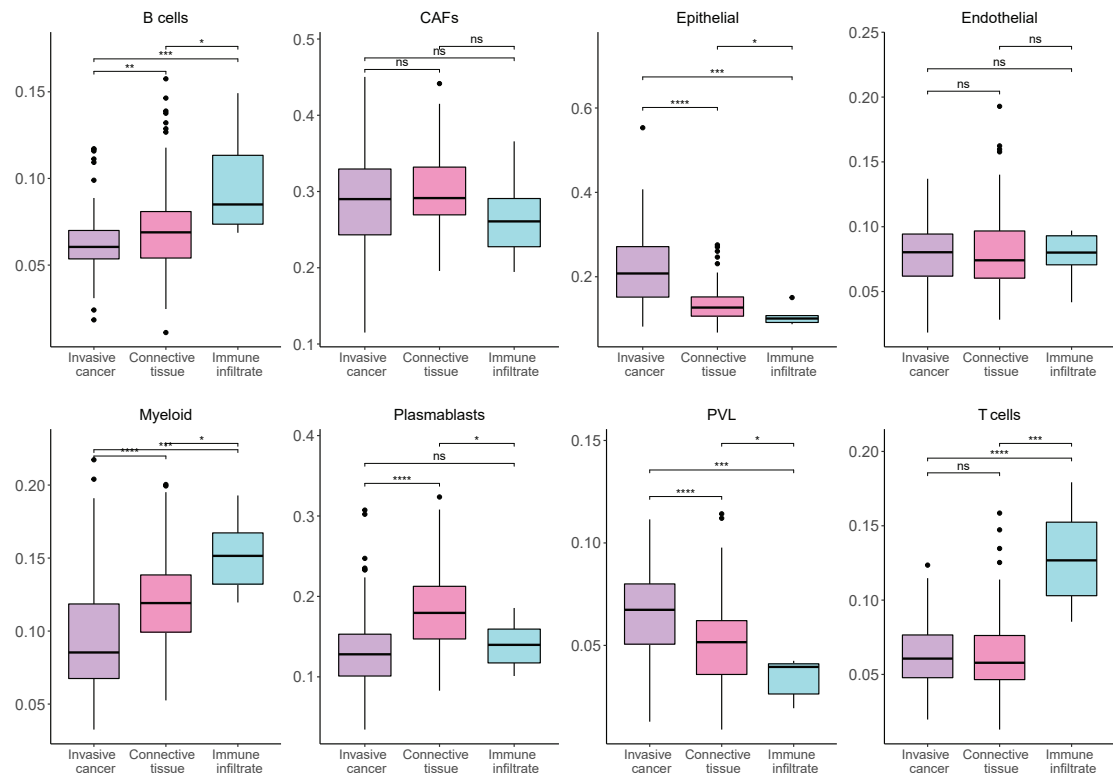 B cells
CAFs
Epithelial
Endothelial
* 
***
**
0.15
0.10
0.05
Invasive cancer
Connective tissue
Immune infiltrate
ns
ns
ns
0.5
0.4
0.3
0.2
0.1
Invasive cancer
Connective tissue
Immune infiltrate
*
***
****
0.6
0.4
0.2
Invasive cancer
Connective tissue
Immune infiltrate
ns
ns
ns
0.25
0.20
0.15
0.10
0.05
Invasive cancer
Connective tissue
Immune infiltrate
Myeloid
Plasmablasts
PVL
T cells
*
***
****
0.20
0.15
0.10
0.05
Invasive cancer
Connective tissue
Immune infiltrate
*
ns
****
0.4
0.3
0.2
0.1
Invasive cancer
Connective tissue
Immune infiltrate
*
***
****
0.15
0.10
0.05
Invasive cancer
Connective tissue
Immune infiltrate
***
****
ns
0.20
0.15
0.10
0.05
Invasive cancer
Connective tissue
Immune infiltrate